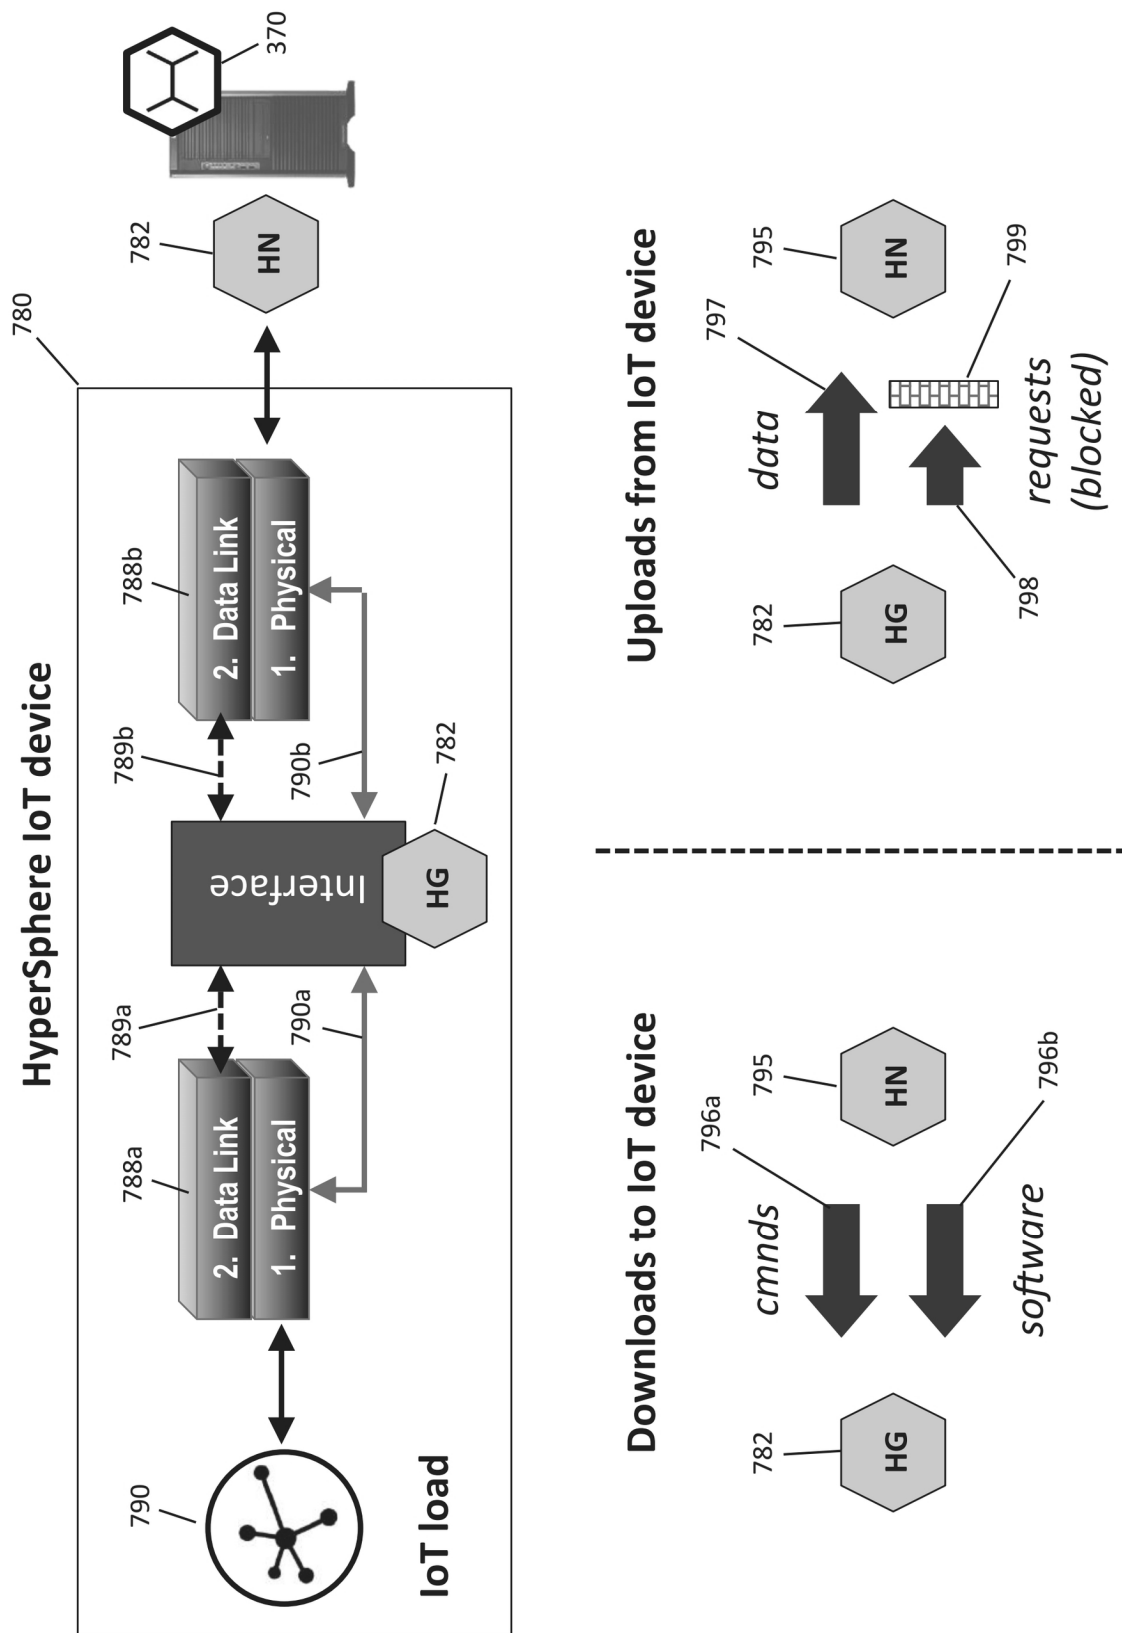 HyperSphere IoT device
780
370
782
HN
788a
789a
789b
788b
2. Data Link
1. Physical
Interface
2. Data Link
1. Physical
790
790a
790b
HG
782
IoT load
Downloads to IoT device
782
HG
cmnds
796a
795
HN
software
796b
Uploads from IoT device
782
HG
data
797
795
HN
798
requests
(blocked)
799